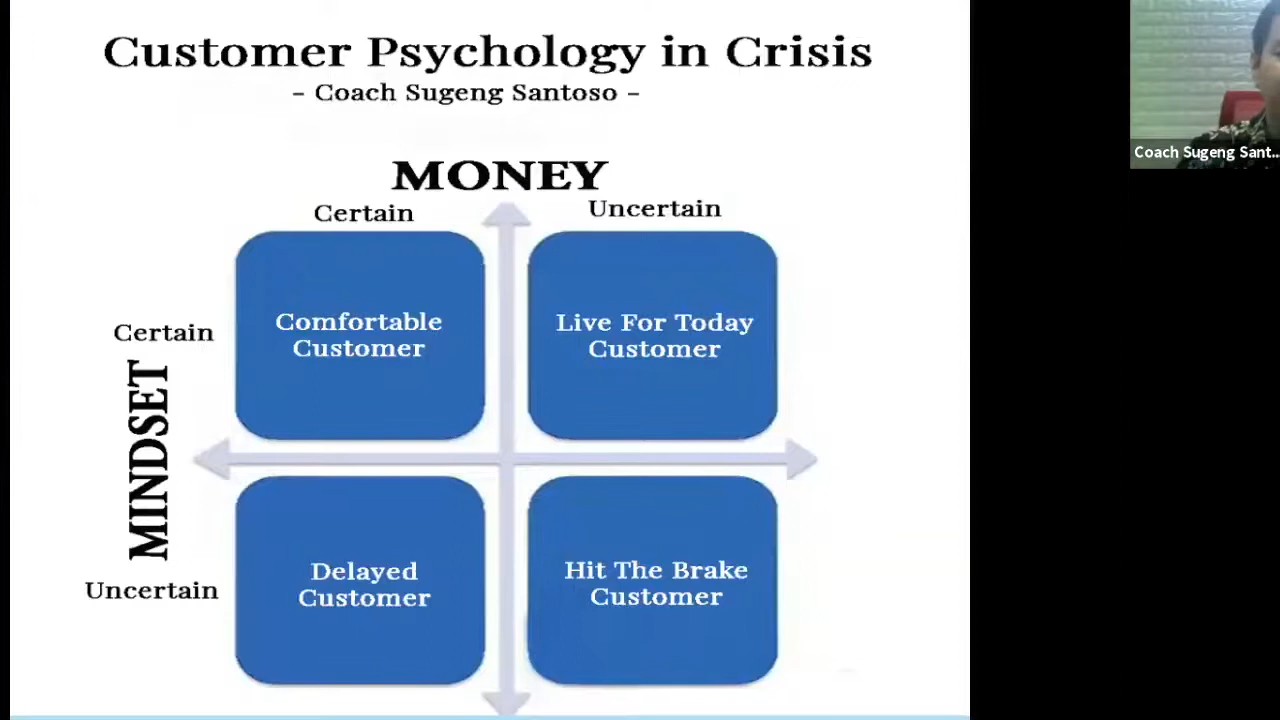 Customer Psychology in Crisis
- Coach Sugeng Santoso -
MONEY
Certain
Uncertain
Certain
MINDSET
Uncertain
Comfortable
Customer
Live For Today
Customer
Delayed
Customer
Hit The Brake
Customer
Coach Sugeng Sant...